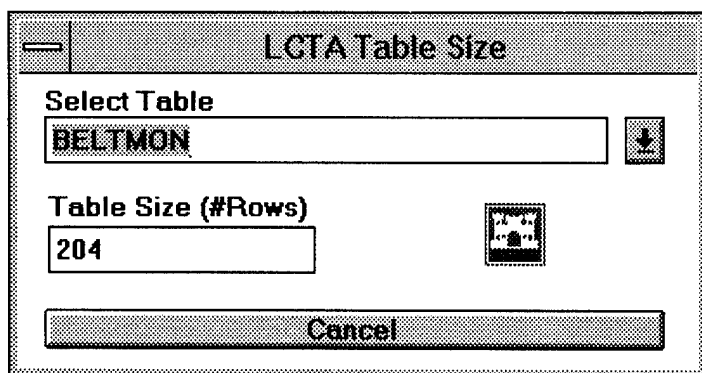 LCTA Table Size
Select Table
BELTMON
Table Size (#Rows)
204
Cancel